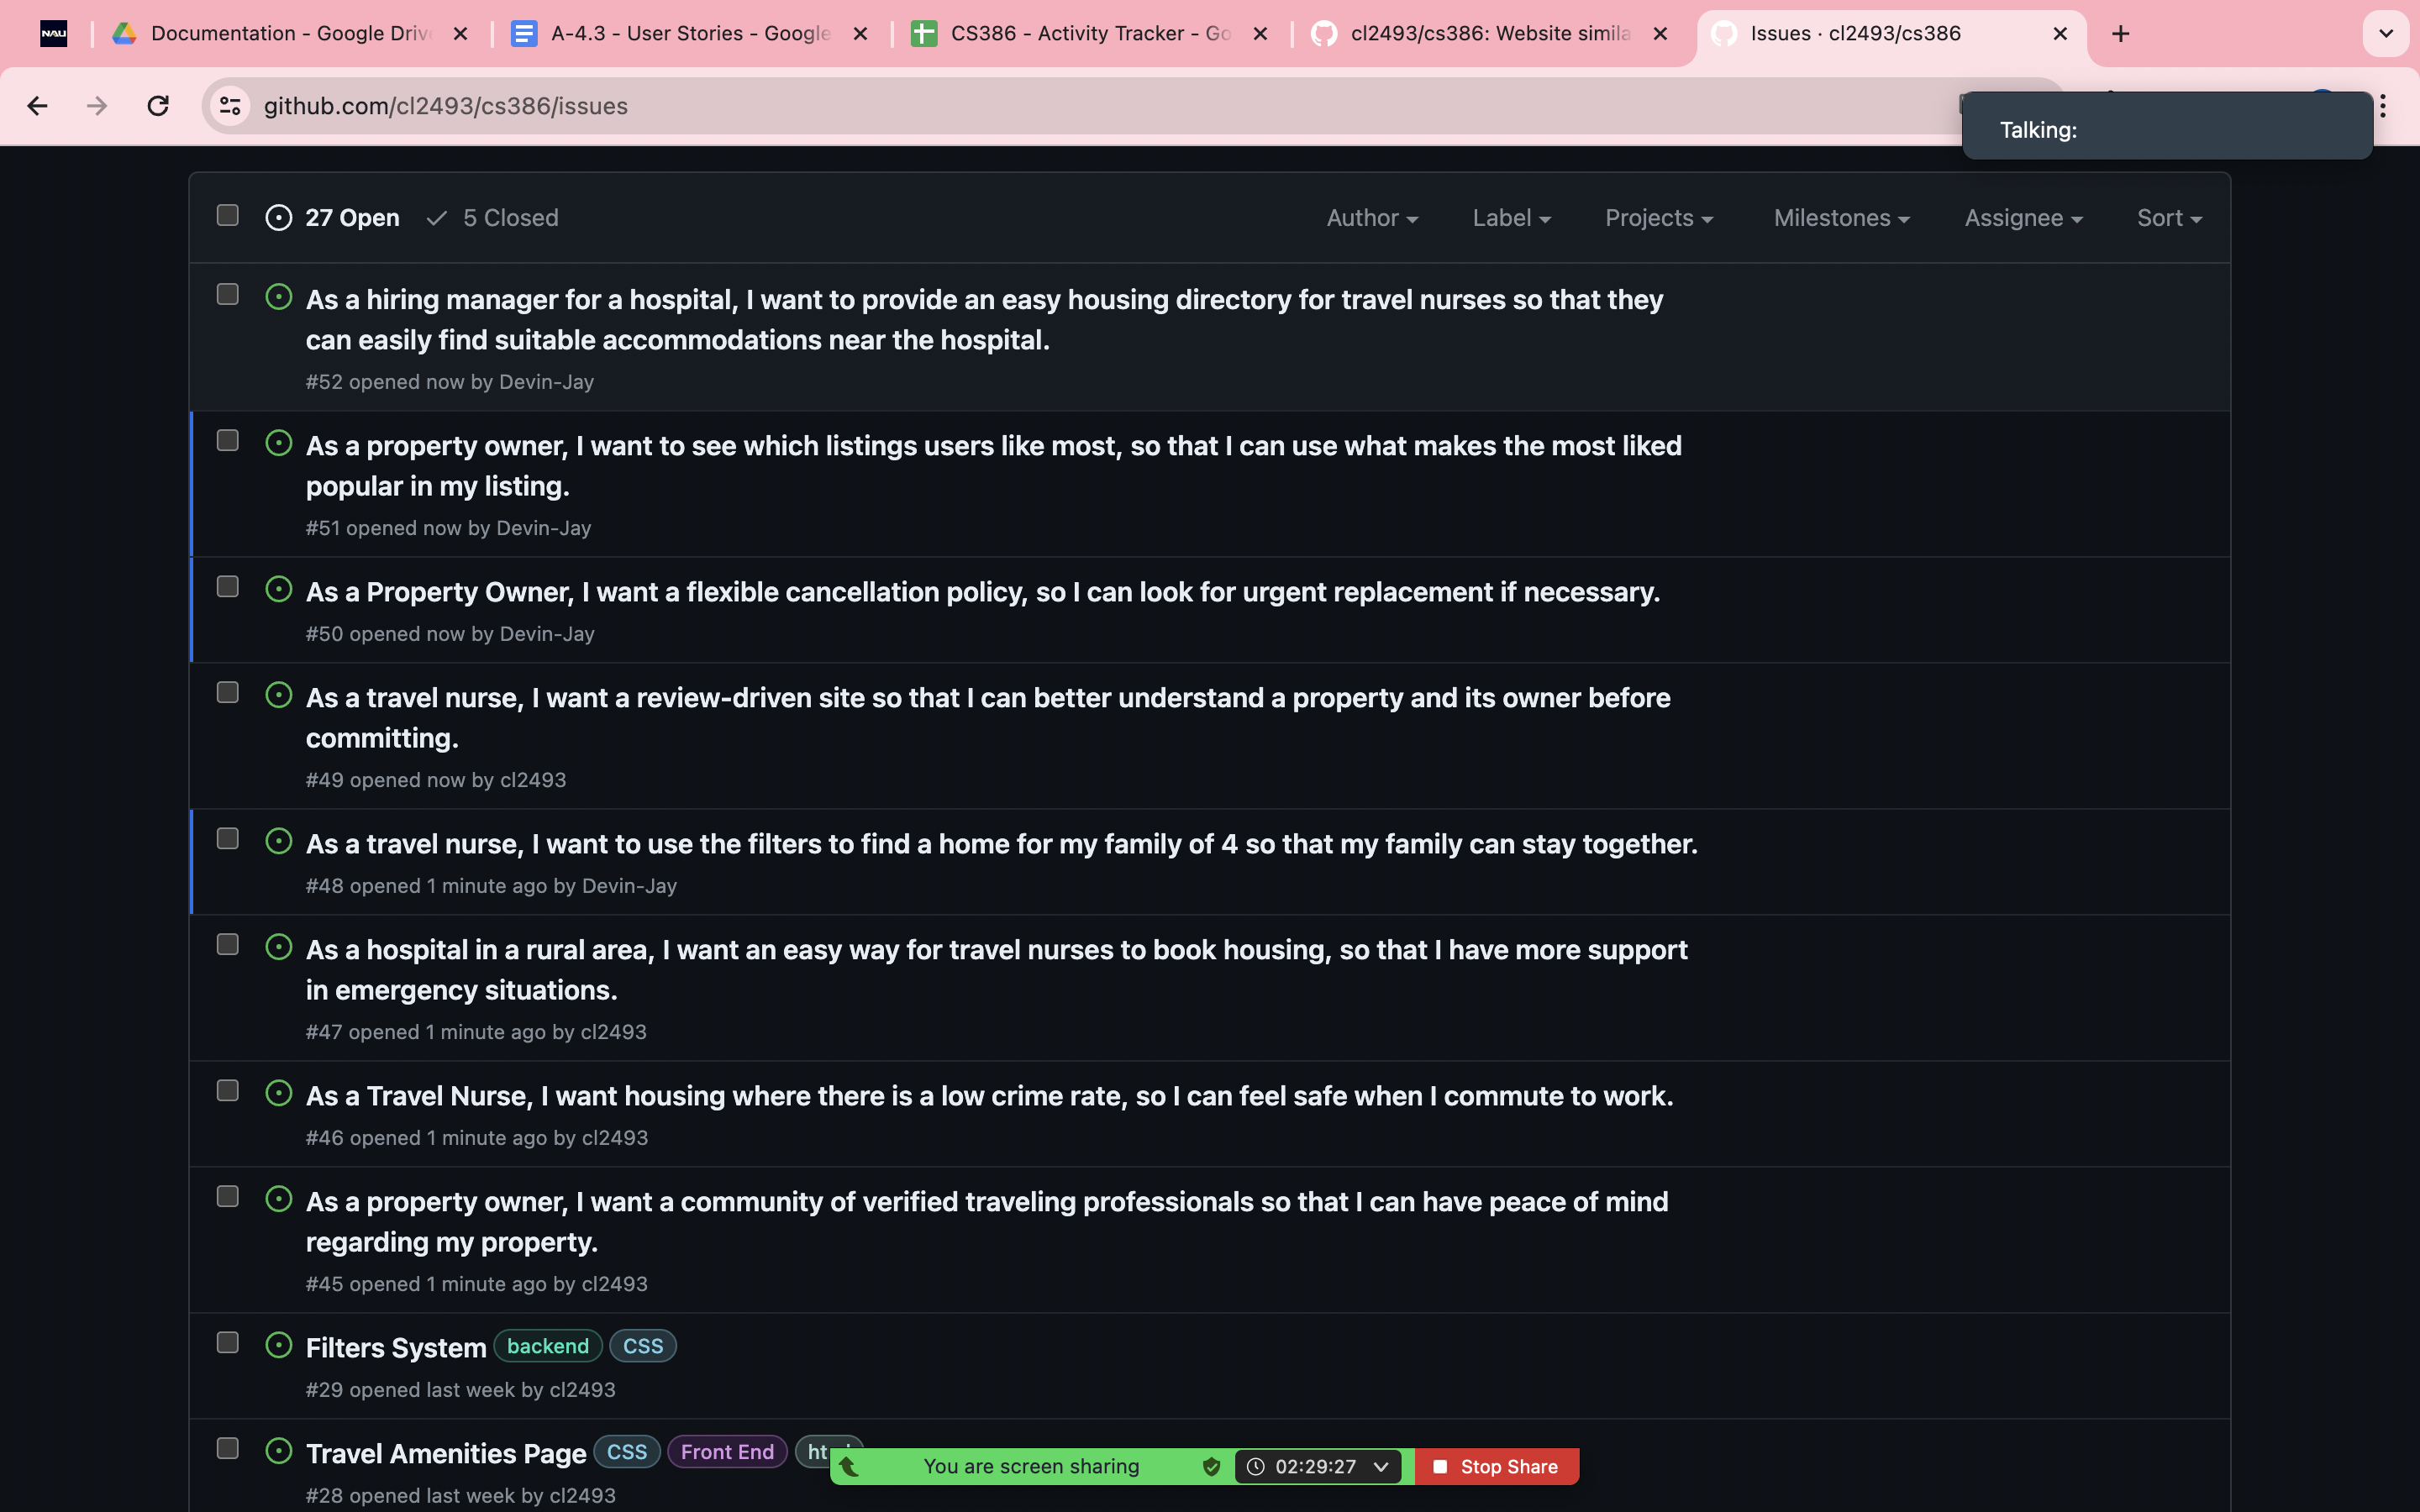 NAU
Documentation - Google Driv
A-4.3 - User Stories - Google
CS386 - Activity Tracker - Go
cl2493/cs386: Website simila
Issues · cl2493/cs386
github.com/cl2493/cs386/issues
Talking:
27 Open
5 Closed
Author
Label
Projects
Milestones
Assignee
Sort
As a hiring manager for a hospital, I want to provide an easy housing directory for travel nurses so that they
can easily find suitable accommodations near the hospital.
#52 opened now by Devin-Jay
As a property owner, I want to see which listings users like most, so that I can use what makes the most liked
popular in my listing.
#51 opened now by Devin-Jay
As a Property Owner, I want a flexible cancellation policy, so I can look for urgent replacement if necessary.
#50 opened now by Devin-Jay
As a travel nurse, I want a review-driven site so that I can better understand a property and its owner before
committing.
#49 opened now by cl2493
As a travel nurse, I want to use the filters to find a home for my family of 4 so that my family can stay together.
#48 opened 1 minute ago by Devin-Jay
As a hospital in a rural area, I want an easy way for travel nurses to book housing, so that I have more support
in emergency situations.
#47 opened 1 minute ago by cl2493
As a Travel Nurse, I want housing where there is a low crime rate, so I can feel safe when I commute to work.
#46 opened 1 minute ago by cl2493
As a property owner, I want a community of verified traveling professionals so that I can have peace of mind
regarding my property.
#45 opened 1 minute ago by cl2493
Filters System backend CSS
#29 opened last week by cl2493
Travel Amenities Page CSS Front End
#28 opened last week by cl2493
You are screen sharing
02:29:27
Stop Share